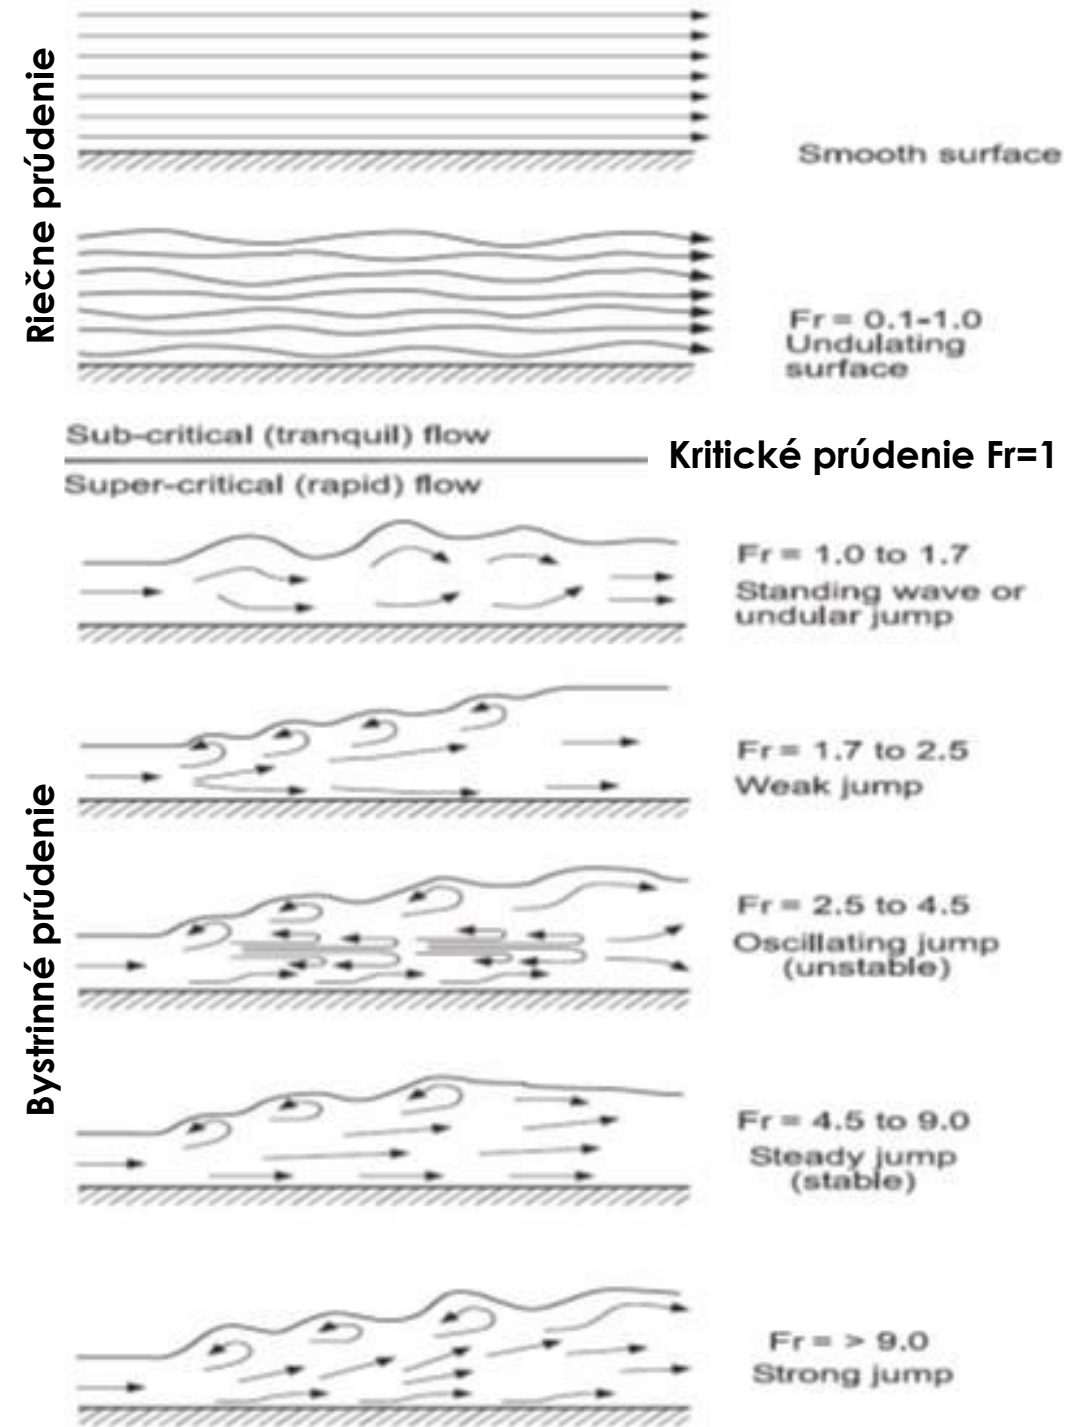 Riečne prúdenie
Smooth surface
Fr = 0.1-1.0
Undulating
surface
Sub-critical (tranquil) flow
Kritické prúdenie Fr=1
Super-critical (rapid) flow
Bystrinné prúdenie
Fr = 1.0 to 1.7
Standing wave or
undular jump
Fr = 1.7 to 2.5
Weak jump
Fr = 2.5 to 4.5
Oscillating jump
(unstable)
Fr = 4.5 to 9.0
Steady jump
(stable)
Fr = > 9.0
Strong jump